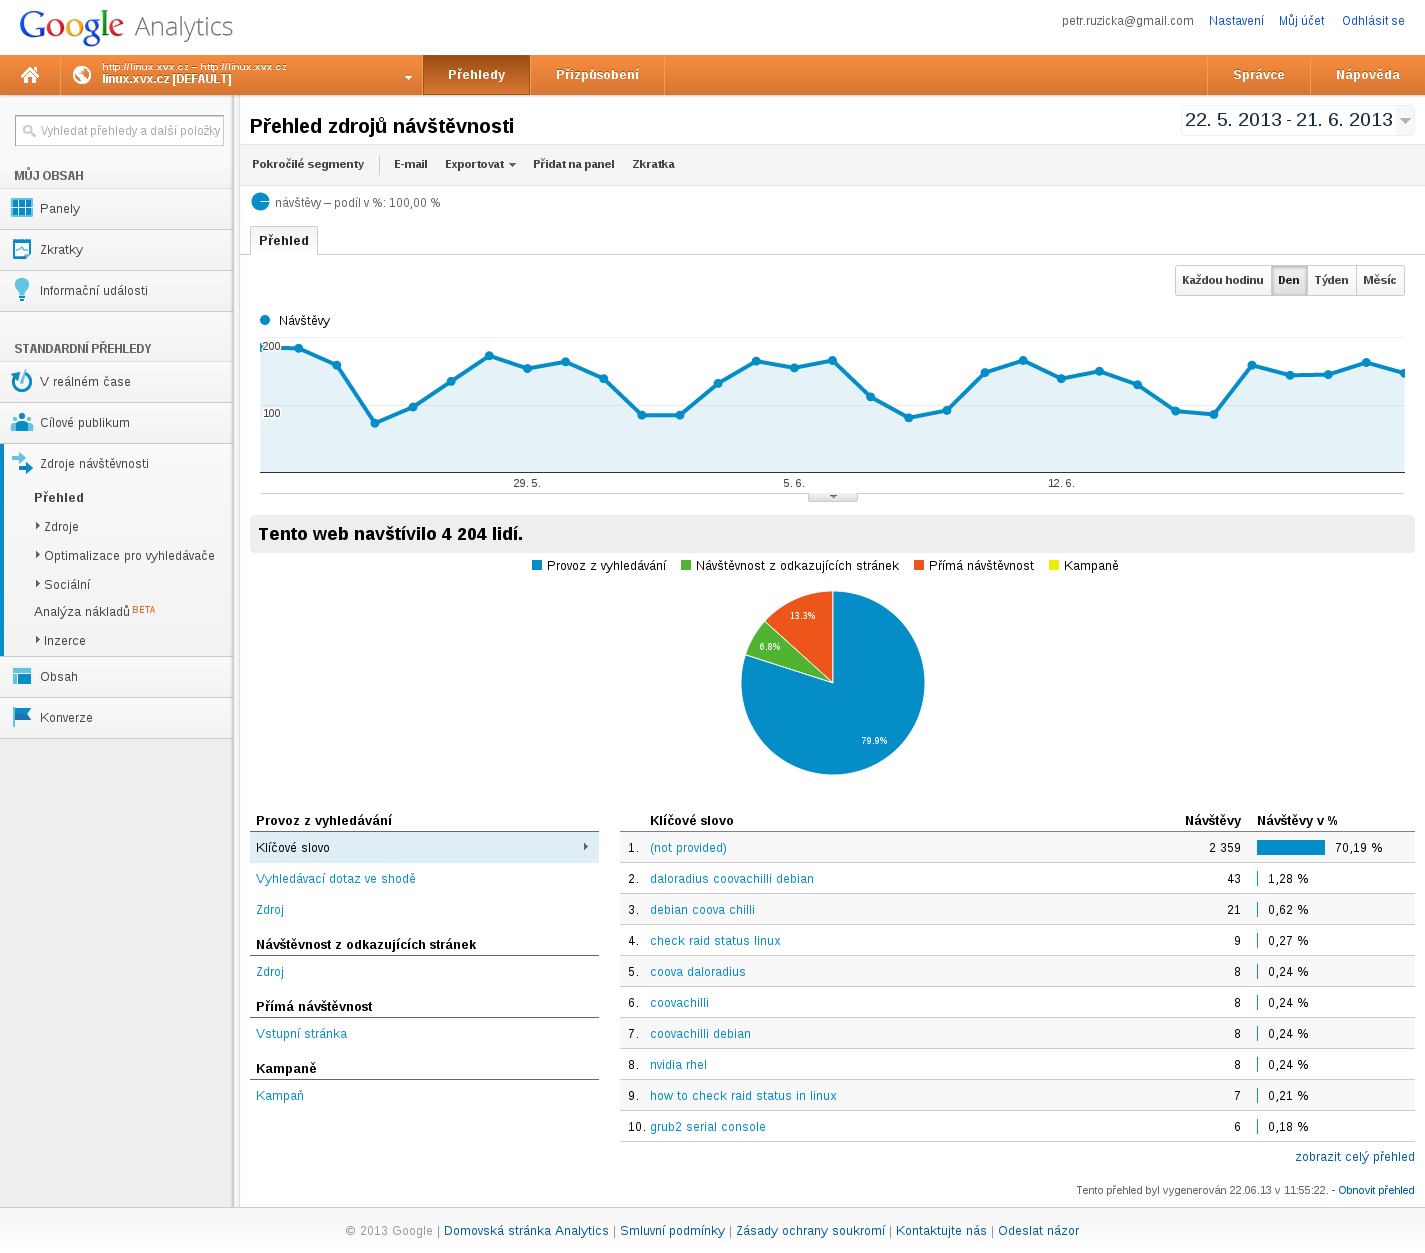 Google Analytics
petr.ruzicka@gmail.com Nastavení Můj účet Odhlásit se
http://linux.xvx.cz – http://linux.xvx.cz
linux.xvx.cz [DEFAULT]
Přehledy Přizpůsobení Správce Nápověda
Vyhledat přehledy a další položky
MŮJ OBSAH
Panely
Zkratky
Informační události
STANDARDNÍ PŘEHLEDY
V reálném čase
Cílové publikum
Zdroje návštěvnosti
Přehled
Zdroje
Optimalizace pro vyhledávače
Sociální
Analýza nákladů BETA
Inzerce
Obsah
Konverze
Přehled zdrojů návštěvnosti
22. 5. 2013 - 21. 6. 2013
Pokročilé segmenty E-mail Exportovat Přidat na panel Zkratka
návštěvy – podíl v %: 100,00 %
Přehled
Každou hodinu Den Týden Měsíc
Návštěvy
200
100
29. 5. 5. 6. 12. 6.
Tento web navštívilo 4 204 lidí.
Provoz z vyhledávání Návštěvnost z odkazujících stránek Přímá návštěvnost Kampaně
13.3%
6.8%
79.9%
Provoz z vyhledávání
Klíčové slovo
Vyhledávací dotaz ve shodě
Zdroj
Návštěvnost z odkazujících stránek
Zdroj
Přímá návštěvnost
Vstupní stránka
Kampaně
Kampaň
Klíčové slovo Návštěvy Návštěvy v %
1. (not provided) 2 359 70,19 %
2. daloradius coovachilli debian 43 1,28 %
3. debian coova chilli 21 0,62 %
4. check raid status linux 9 0,27 %
5. coova daloradius 8 0,24 %
6. coovachilli 8 0,24 %
7. coovachilli debian 8 0,24 %
8. nvidia rhel 8 0,24 %
9. how to check raid status in linux 7 0,21 %
10. grub2 serial console 6 0,18 %
zobrazit celý přehled
Tento přehled byl vygenerován 22.06.13 v 11:55:22. - Obnovit přehled
© 2013 Google | Domovská stránka Analytics | Smluvní podmínky | Zásady ochrany soukromí | Kontaktujte nás | Odeslat názor